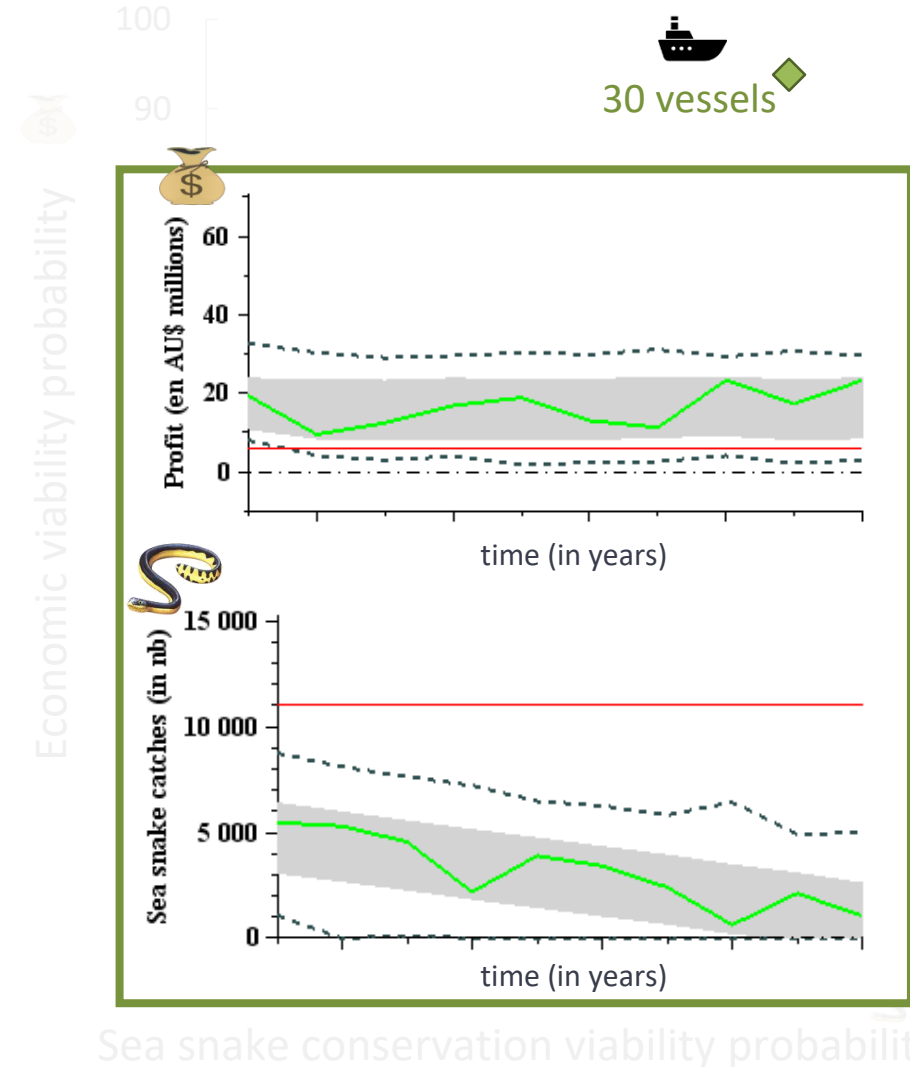 100
90
30 vessels
Economic viability probability
$
Profit (en AU$ millions)
60
40
20
0
time (in years)
Sea snake catches (in nb)
15 000
10 000
5 000
0
time (in years)
Sea snake conservation viability probabilit